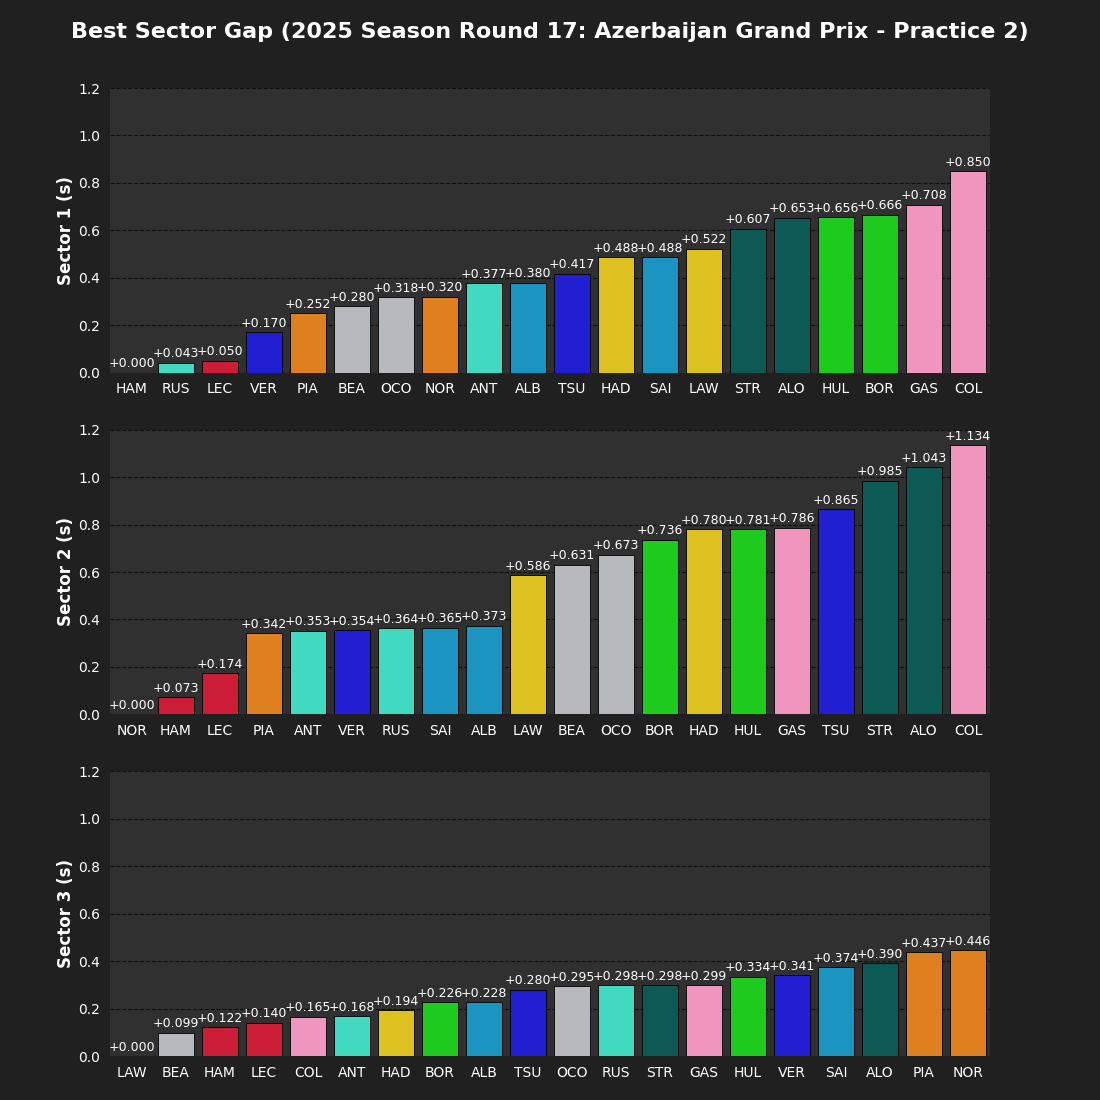 Best Sector Gap (2025 Season Round 17: Azerbaijan Grand Prix - Practice 2)
Sector 1 (s)
1.2
1.0
0.8
0.6
0.4
0.2
0.0
+0.000 +0.043 +0.050 +0.170 +0.252 +0.280 +0.318 +0.320 +0.377 +0.380 +0.417 +0.488 +0.488 +0.522 +0.607 +0.653 +0.656 +0.666 +0.708 +0.850
HAM RUS LEC VER PIA BEA OCO NOR ANT ALB TSU HAD SAI LAW STR ALO HUL BOR GAS COL
Sector 2 (s)
1.2
1.0
0.8
0.6
0.4
0.2
0.0
+0.000 +0.073 +0.174 +0.342 +0.353 +0.354 +0.364 +0.365 +0.373 +0.586 +0.631 +0.673 +0.736 +0.780 +0.781 +0.786 +0.865 +0.985 +1.043 +1.134
NOR HAM LEC PIA ANT VER RUS SAI ALB LAW BEA OCO BOR HAD HUL GAS TSU STR ALO COL
Sector 3 (s)
1.2
1.0
0.8
0.6
0.4
0.2
0.0
+0.000 +0.099 +0.122 +0.140 +0.165 +0.168 +0.194 +0.226 +0.228 +0.280 +0.295 +0.298 +0.298 +0.299 +0.334 +0.341 +0.374 +0.390 +0.437 +0.446
LAW BEA HAM LEC COL ANT HAD BOR ALB TSU OCO RUS STR GAS HUL VER SAI ALO PIA NOR